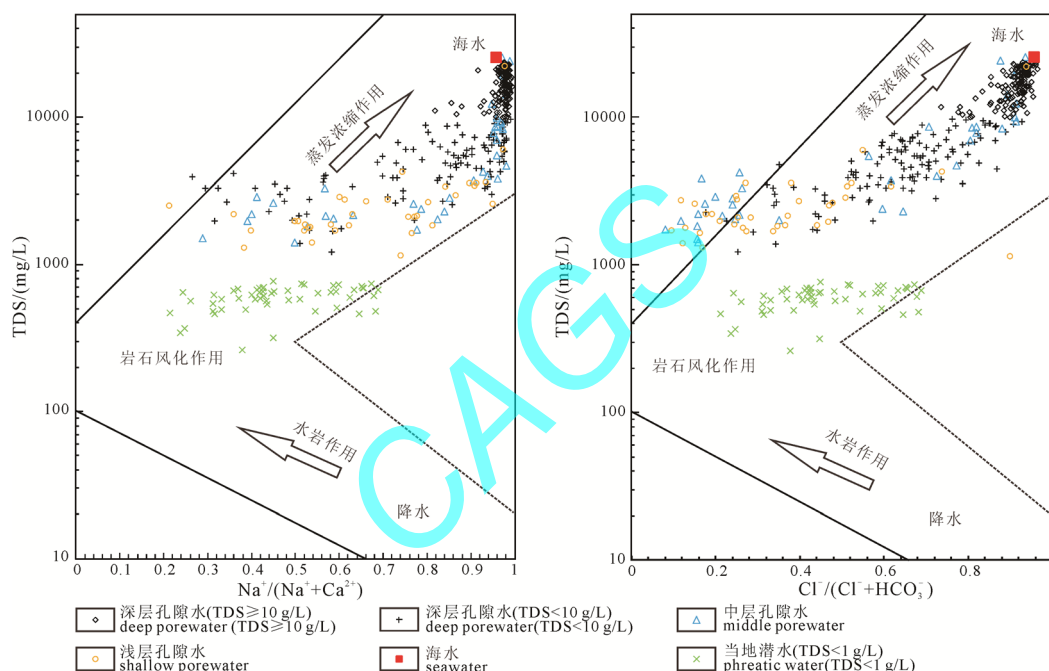 海水
蒸发浓缩作用
10000
1000
100
10
TDS/(mg/L)
岩石风化作用
水岩作用
降水
0 0.1 0.2 0.3 0.4 0.5 0.6 0.7 0.8 0.9 1
Na⁺/(Na⁺+Ca²⁺)
海水
蒸发浓缩作用
10000
1000
100
10
TDS/(mg/L)
岩石风化作用
水岩作用
降水
0 0.2 0.4 0.6 0.8
Cl⁻/(Cl⁻+HCO₃⁻)
CAGS
深层孔隙水(TDS≥10 g/L)
deep porewater (TDS≥10 g/L)
深层孔隙水(TDS<10 g/L)
deep porewater(TDS<10 g/L)
中层孔隙水
middle porewater
浅层孔隙水
shallow porewater
海水
seawater
当地潜水(TDS<1 g/L)
phreatic water(TDS<1 g/L)